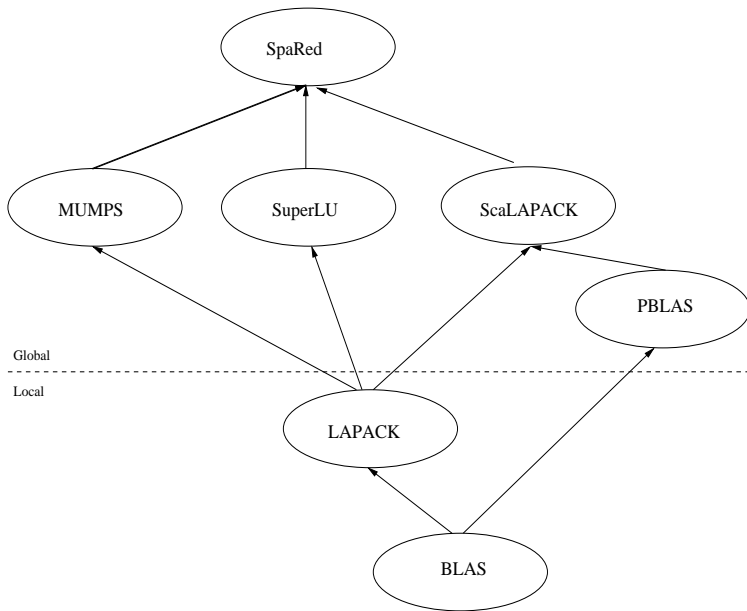 SpaRed
MUMPS
SuperLU
ScaLAPACK
PBLAS
Global
Local
LAPACK
BLAS